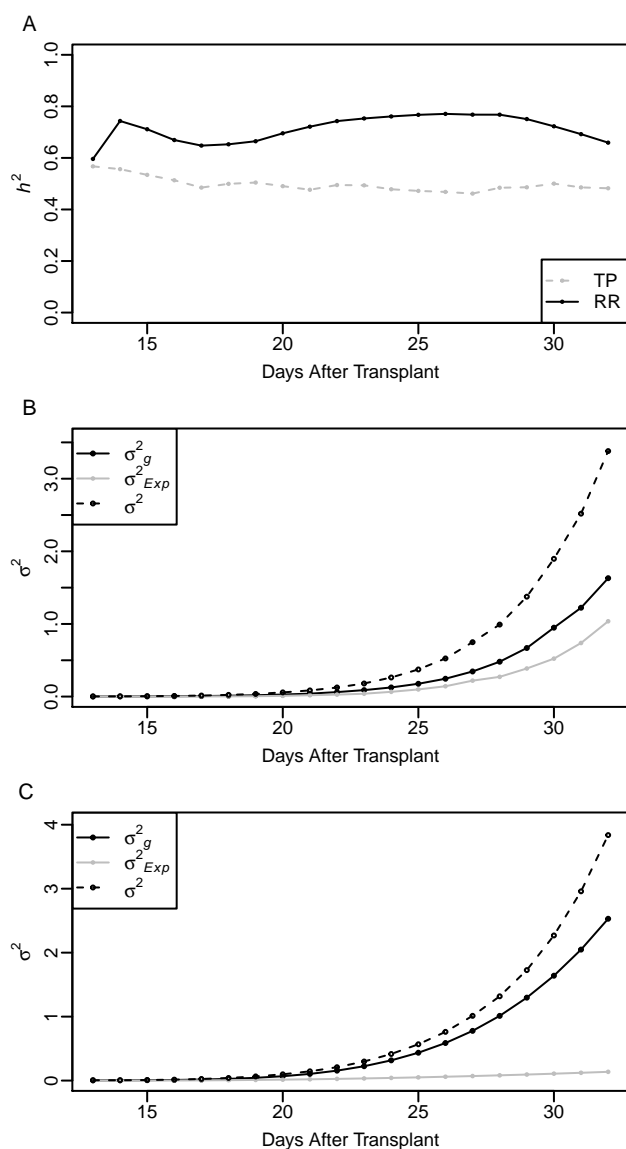 A
h²
0.0 0.2 0.4 0.6 0.8 1.0
TP
RR
15 20 25 30
Days After Transplant
B
σ²
0.0 1.0 2.0 3.0
σ²g
σ²Exp
σ²
15 20 25 30
Days After Transplant
C
σ²
0 1 2 3 4
σ²g
σ²Exp
σ²
15 20 25 30
Days After Transplant